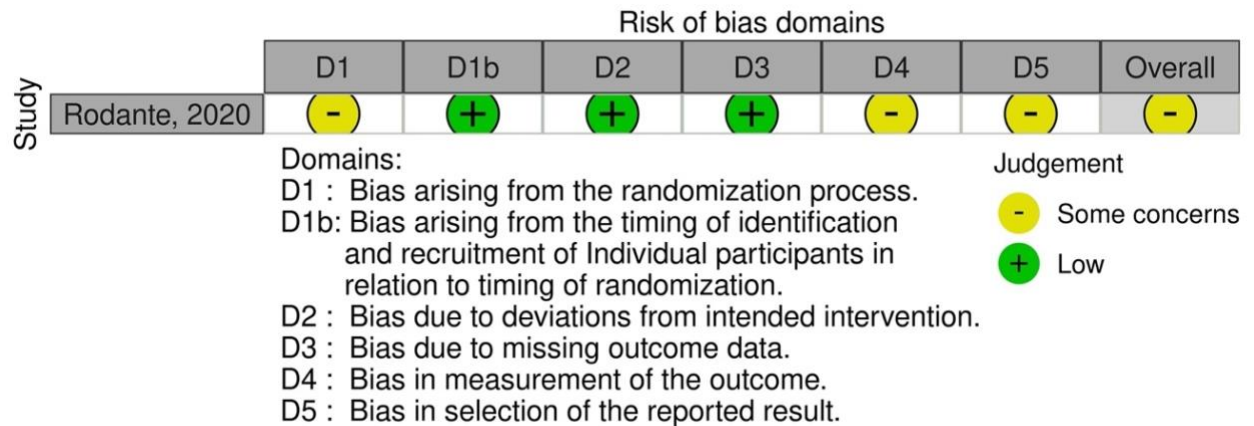 Risk of bias domains
D1 D1b D2 D3 D4 D5 Overall
Study
Rodante, 2020 - + + + - - -
Domains:
D1 : Bias arising from the randomization process.
D1b: Bias arising from the timing of identification
and recruitment of Individual participants in
relation to timing of randomization.
D2 : Bias due to deviations from intended intervention.
D3 : Bias due to missing outcome data.
D4 : Bias in measurement of the outcome.
D5 : Bias in selection of the reported result.
Judgement
- Some concerns
+ Low